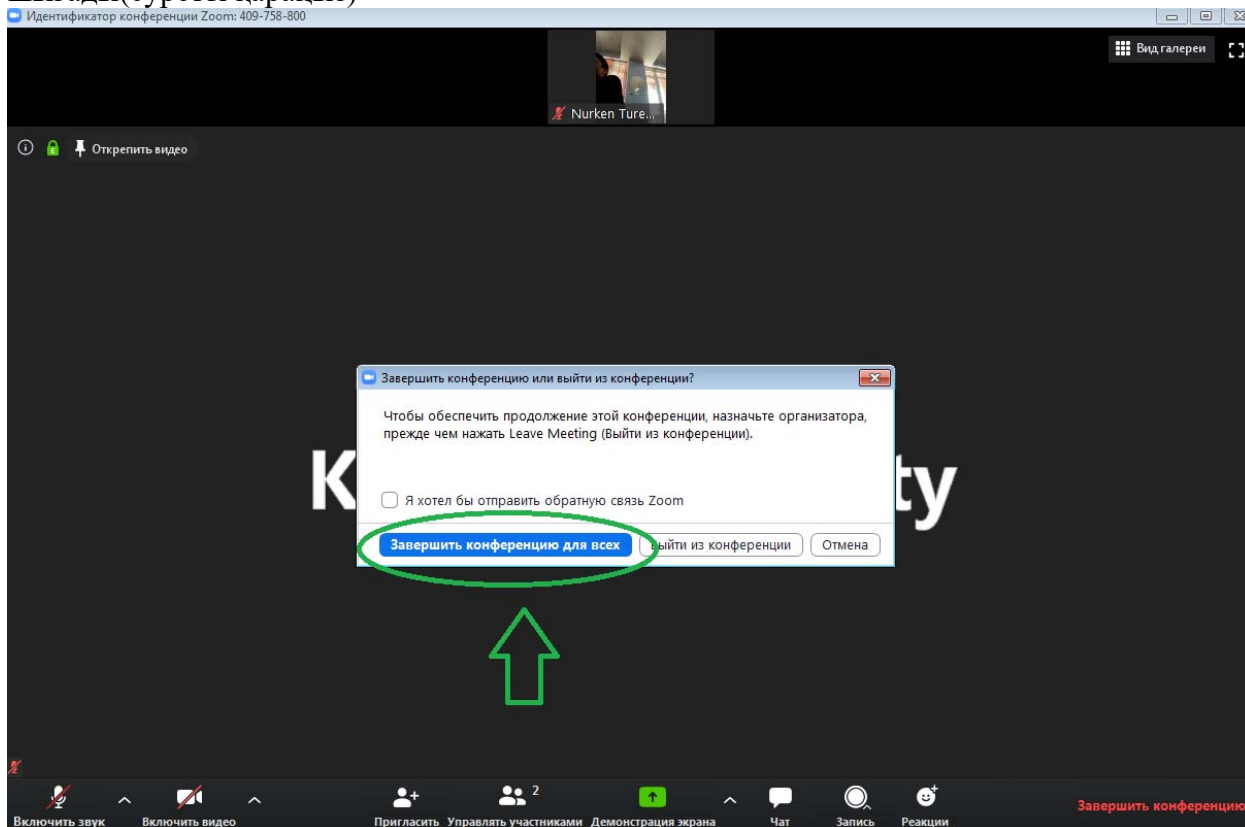 Идентификатор конференции Zoom: 409-758-800
Вид галереи
Nurken Ture...
Открепить видео
Завершить конференцию или выйти из конференции?
Чтобы обеспечить продолжение этой конференции, назначьте организатора,
прежде чем нажать Leave Meeting (Выйти из конференции).
K ty
Я хотел бы отправить обратную связь Zoom
Завершить конференцию для всех Выйти из конференции Отмена
2
Включить звук Включить видео Пригласить Управлять участниками Демонстрация экрана Чат Запись Реакции Завершить конференцию